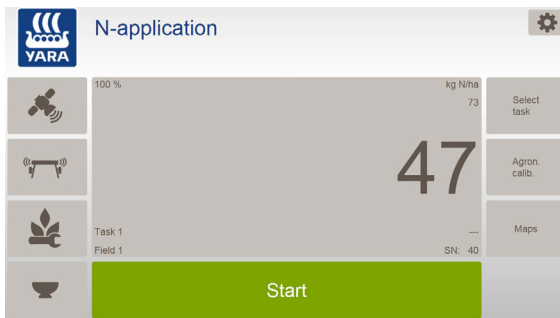 YARA
N-application
100 %
kg N/ha
73
47
Task 1
---
Field 1
SN: 40
Select
task
Agron.
calib.
Maps
Start